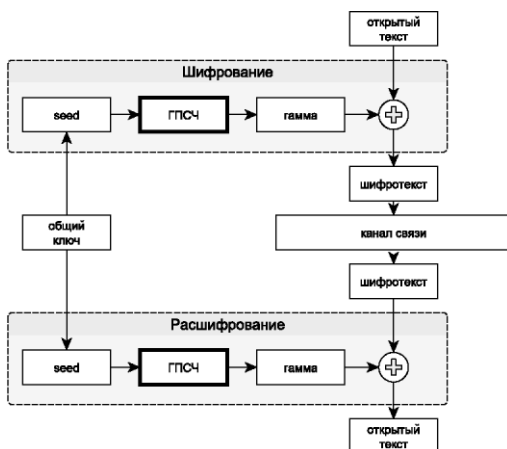 открытый
текст
Шифрование
seed
ГПСЧ
гамма
шифротекст
общий
ключ
канал связи
шифротекст
Расшифрование
seed
ГПСЧ
гамма
открытый
текст